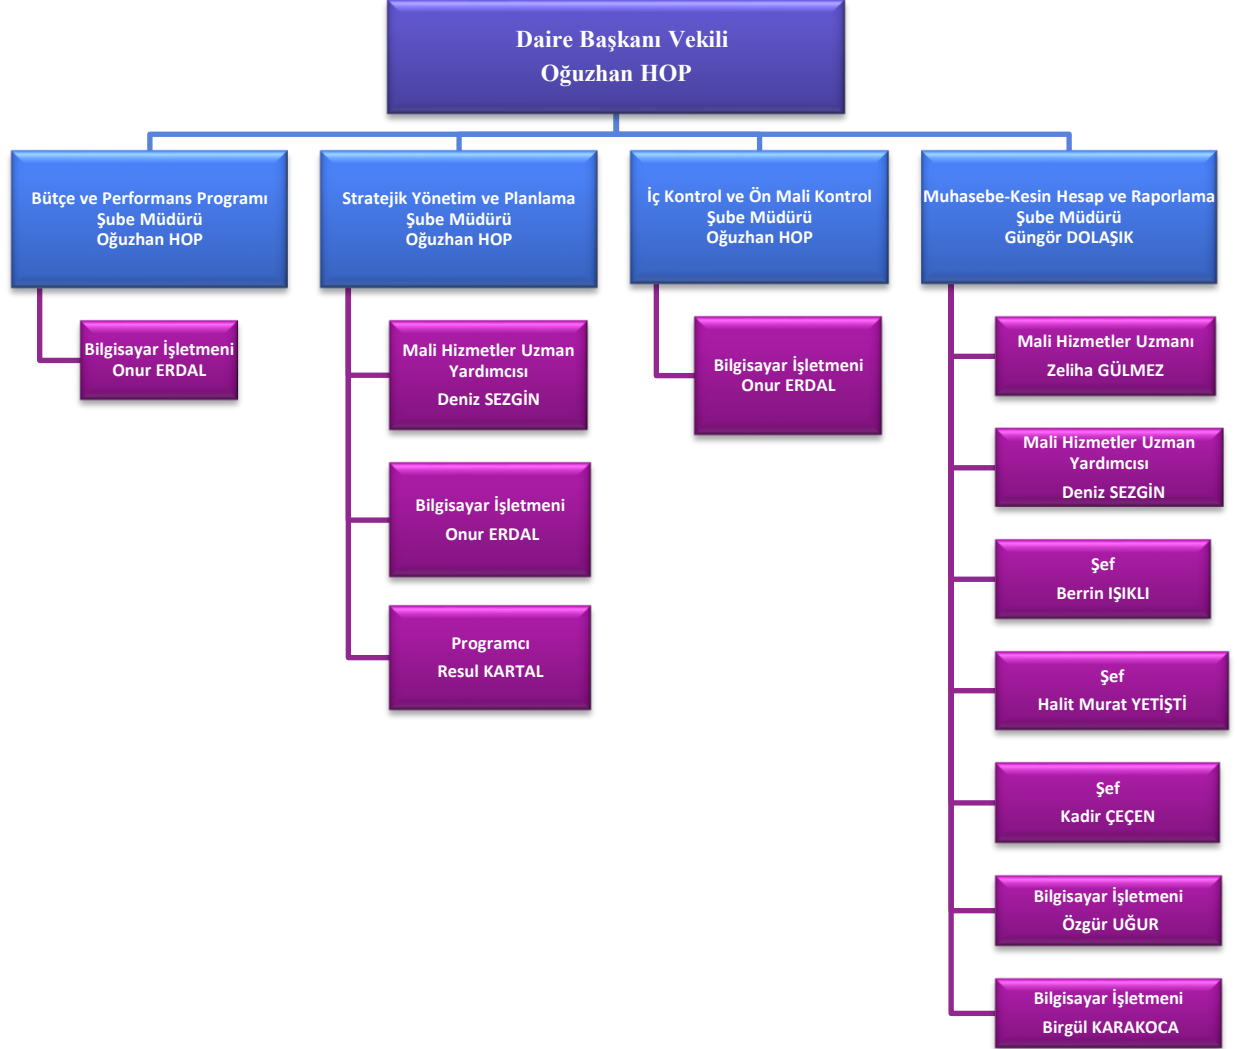 Daire Başkanı Vekili
Oğuzhan HOP
Bütçe ve Performans Programı
Şube Müdürü
Oğuzhan HOP
Bilgisayar İşletmeni
Onur ERDAL
Stratejik Yönetim ve Planlama
Şube Müdürü
Oğuzhan HOP
Mali Hizmetler Uzman
Yardımcısı
Deniz SEZGİN
Bilgisayar İşletmeni
Onur ERDAL
Programcı
Resul KARTAL
İç Kontrol ve Ön Mali Kontrol
Şube Müdürü
Oğuzhan HOP
Bilgisayar İşletmeni
Onur ERDAL
Muhasebe-Kesin Hesap ve Raporlama
Şube Müdürü
Güngör DOLAŞIK
Mali Hizmetler Uzmanı
Zeliha GÜLMEZ
Mali Hizmetler Uzman
Yardımcısı
Deniz SEZGİN
Şef
Berrin IŞIKLI
Şef
Halit Murat YETİŞTİ
Şef
Kadir ÇEÇEN
Bilgisayar İşletmeni
Özgür UĞUR
Bilgisayar İşletmeni
Birgül KARAKOCA